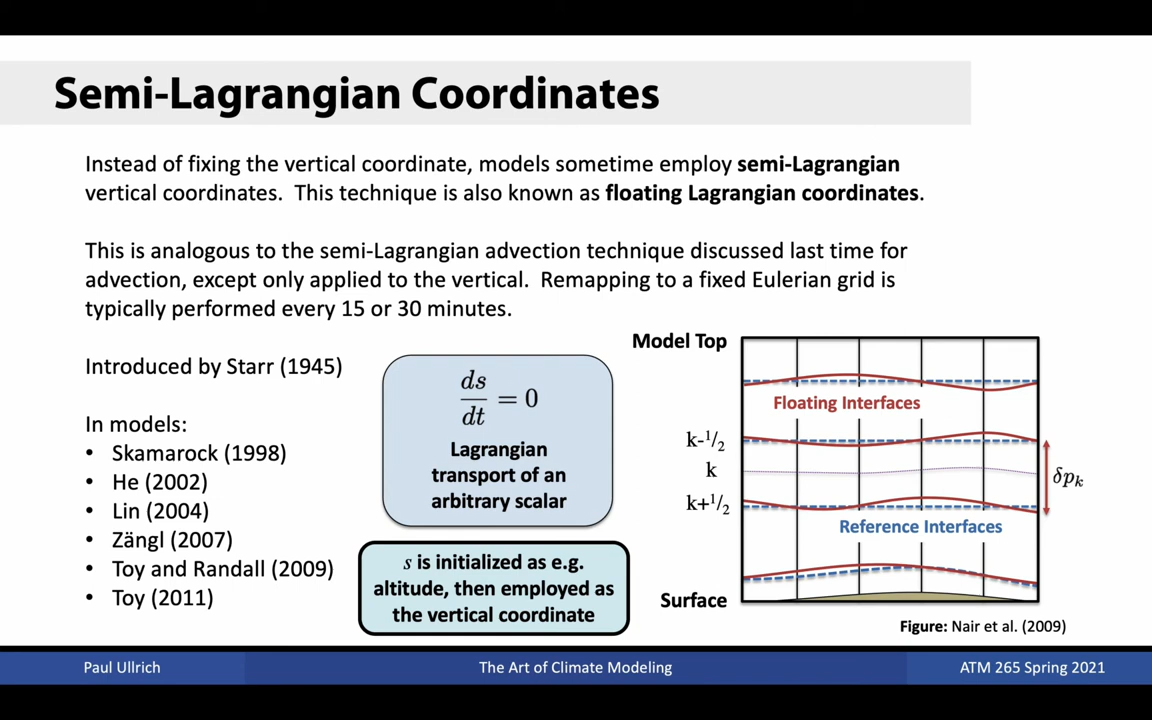 Semi-Lagrangian Coordinates
Instead of fixing the vertical coordinate, models sometime employ semi-Lagrangian
vertical coordinates. This technique is also known as floating Lagrangian coordinates.
This is analogous to the semi-Lagrangian advection technique discussed last time for
advection, except only applied to the vertical. Remapping to a fixed Eulerian grid is
typically performed every 15 or 30 minutes.
Introduced by Starr (1945)
In models:
• Skamarock (1998)
• He (2002)
• Lin (2004)
• Zängl (2007)
• Toy and Randall (2009)
• Toy (2011)
ds/dt = 0
Lagrangian
transport of an
arbitrary scalar
s is initialized as e.g.
altitude, then employed as
the vertical coordinate
Model Top
Floating Interfaces
k-1/2
k
k+1/2
δpk
Reference Interfaces
Surface
Figure: Nair et al. (2009)
Paul Ullrich
The Art of Climate Modeling
ATM 265 Spring 2021